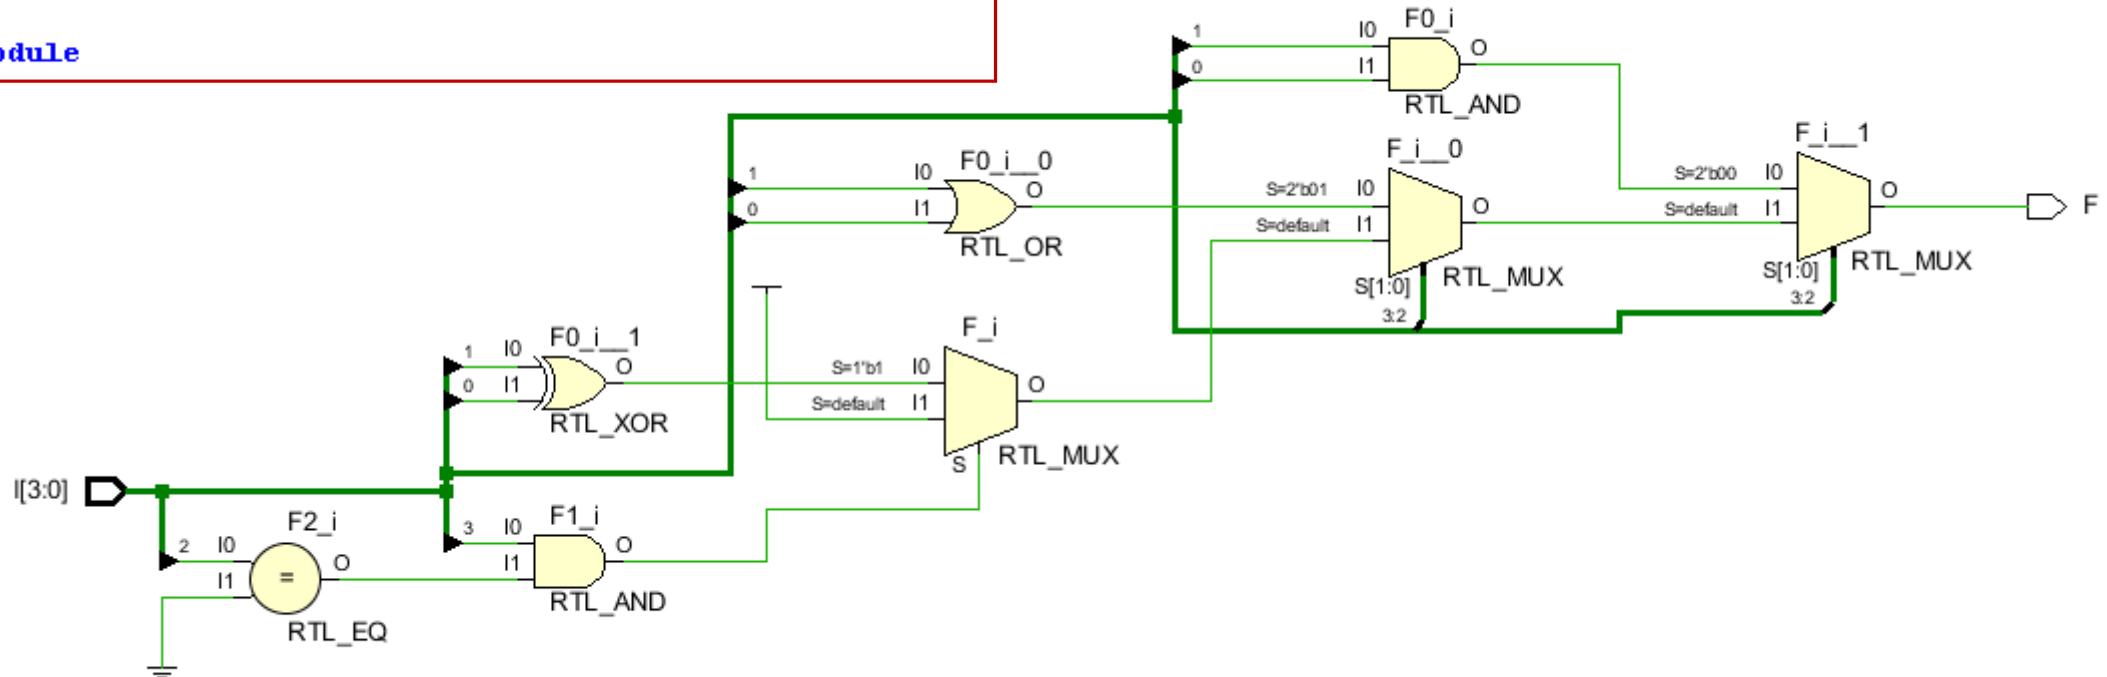 odule
F0_i
1
I0
O
0
I1
RTL_AND
F_i__1
F_i__0
F0_i__0
1
I0
O
S=2'b01
I0
S=2'b00
I0
O
F
0
I1
S=default
I1
O
S=default
I1
RTL_OR
S[1:0]
RTL_MUX
S[1:0]
RTL_MUX
3:2
3:2
F0_i__1
F_i
1
I0
O
S=1'b1
I0
O
0
I1
S=default
I1
RTL_XOR
S
RTL_MUX
I[3:0]
F2_i
F1_i
3
I0
O
2
I0
O
I1
I1
=
RTL_AND
RTL_EQ